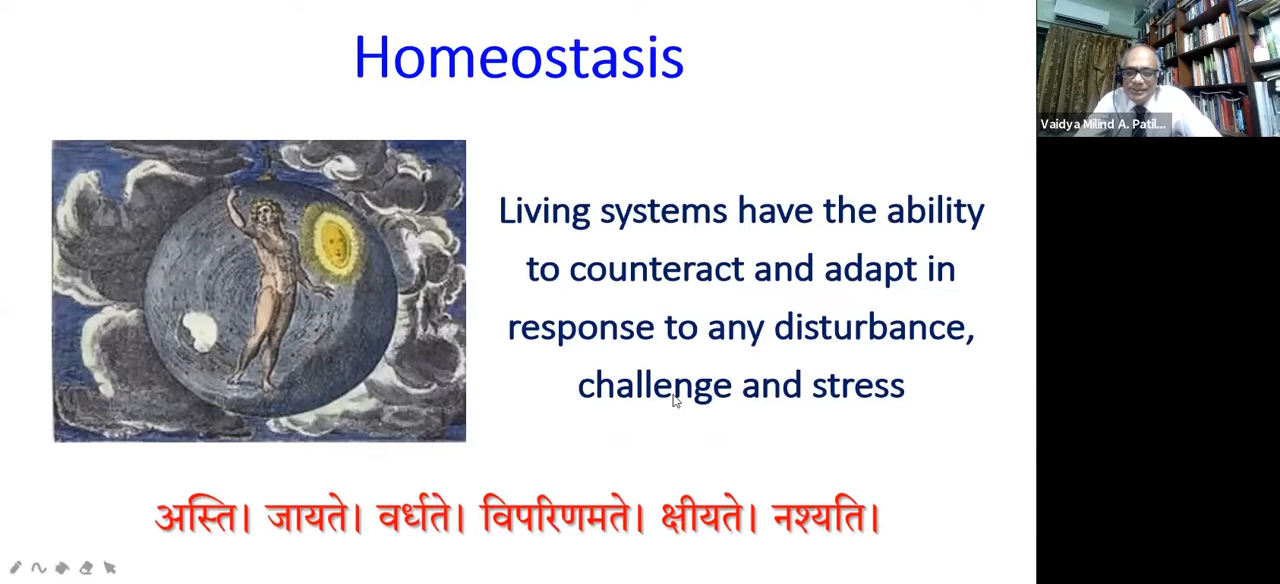 Homeostasis
Vaidya Milind A. Patil...
Living systems have the ability
to counteract and adapt in
response to any disturbance,
challenge and stress
अस्ति। जायते। वर्धते। विपरिणमते। क्षीयते। नश्यति।